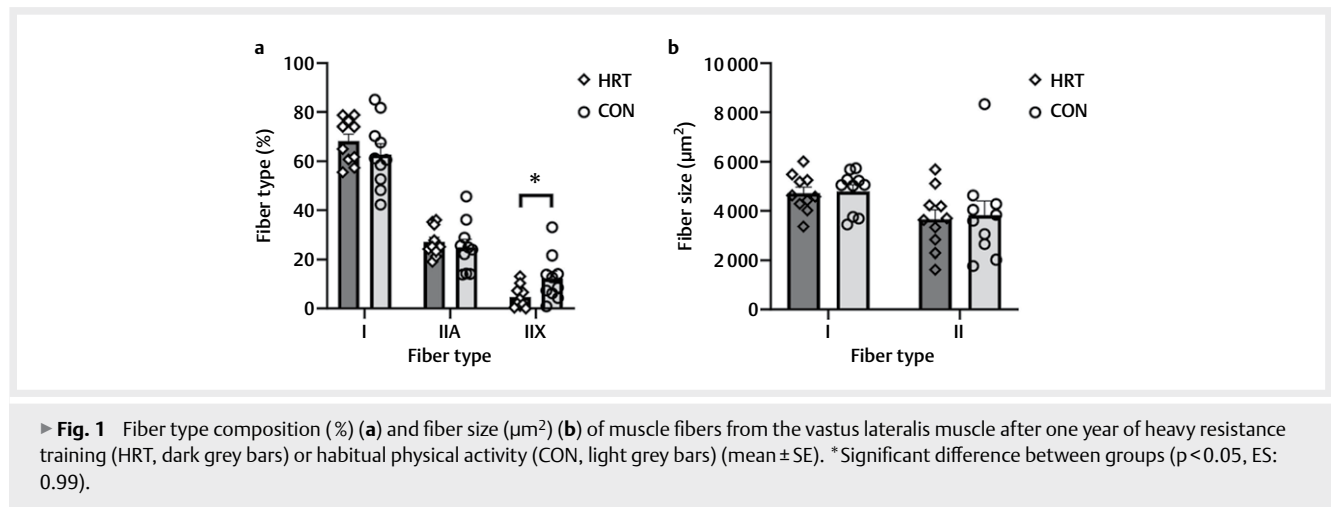 a
100
80
60
40
20
0
Fiber type (%)
I
IIA
IIX
Fiber type
*
HRT
CON
b
10 000
8 000
6 000
4 000
2 000
0
Fiber size (µm²)
I
II
Fiber type
HRT
CON
▶ Fig. 1 Fiber type composition (%) (a) and fiber size (µm²) (b) of muscle fibers from the vastus lateralis muscle after one year of heavy resistance
training (HRT, dark grey bars) or habitual physical activity (CON, light grey bars) (mean ± SE). * Significant difference between groups (p < 0.05, ES:
0.99).